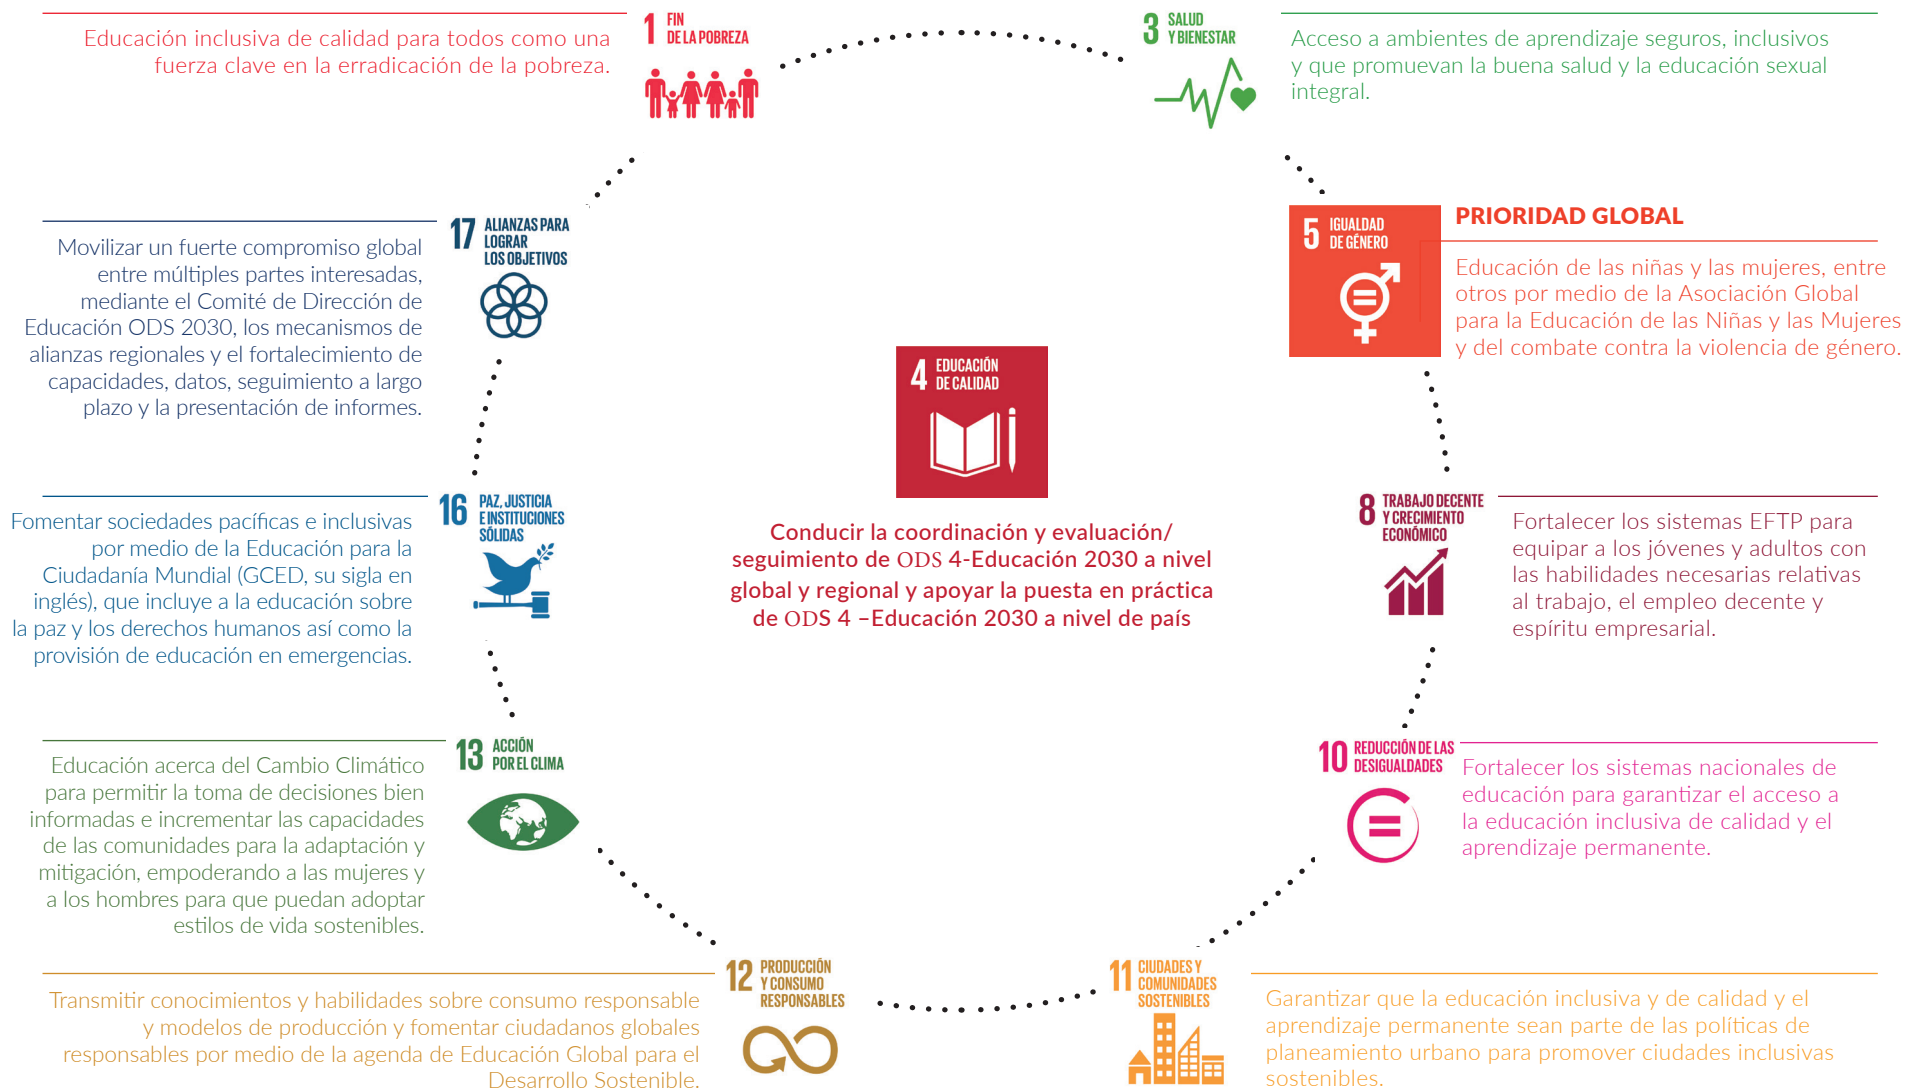 Educación inclusiva de calidad para todos como una
fuerza clave en la erradicación de la pobreza.
1 FIN
DE LA POBREZA
3 SALUD
Y BIENESTAR
Acceso a ambientes de aprendizaje seguros, inclusivos
y que promuevan la buena salud y la educación sexual
integral.
Movilizar un fuerte compromiso global
entre múltiples partes interesadas,
mediante el Comité de Dirección de
Educación ODS 2030, los mecanismos de
alianzas regionales y el fortalecimiento de
capacidades, datos, seguimiento a largo
plazo y la presentación de informes.
17 ALIANZAS PARA
LOGRAR
LOS OBJETIVOS
5 IGUALDAD
DE GÉNERO
PRIORIDAD GLOBAL
Educación de las niñas y las mujeres, entre
otros por medio de la Asociación Global
para la Educación de las Niñas y las Mujeres
y del combate contra la violencia de género.
4 EDUCACIÓN
DE CALIDAD
Conducir la coordinación y evaluación/
seguimiento de ODS 4-Educación 2030 a nivel
global y regional y apoyar la puesta en práctica
de ODS 4 –Educación 2030 a nivel de país
Fomentar sociedades pacíficas e inclusivas
por medio de la Educación para la
Ciudadanía Mundial (GCED, su sigla en
inglés), que incluye a la educación sobre
la paz y los derechos humanos así como la
provisión de educación en emergencias.
16 PAZ, JUSTICIA
E INSTITUCIONES
SÓLIDAS
8 TRABAJO DECENTE
Y CRECIMIENTO
ECONÓMICO
Fortalecer los sistemas EFTP para
equipar a los jóvenes y adultos con
las habilidades necesarias relativas
al trabajo, el empleo decente y
espíritu empresarial.
Educación acerca del Cambio Climático
para permitir la toma de decisiones bien
informadas e incrementar las capacidades
de las comunidades para la adaptación y
mitigación, empoderando a las mujeres y
a los hombres para que puedan adoptar
estilos de vida sostenibles.
13 ACCIÓN
POR EL CLIMA
10 REDUCCIÓN DE LAS
DESIGUALDADES
Fortalecer los sistemas nacionales de
educación para garantizar el acceso a
la educación inclusiva de calidad y el
aprendizaje permanente.
Transmitir conocimientos y habilidades sobre consumo responsable
y modelos de producción y fomentar ciudadanos globales
responsables por medio de la agenda de Educación Global para el
Desarrollo Sostenible.
12 PRODUCCIÓN
Y CONSUMO
RESPONSABLES
11 CIUDADES Y
COMUNIDADES
SOSTENIBLES
Garantizar que la educación inclusiva y de calidad y el
aprendizaje permanente sean parte de las políticas de
planeamiento urbano para promover ciudades inclusivas
sostenibles.